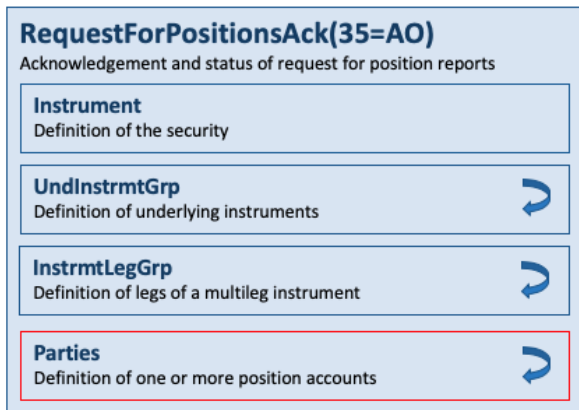 RequestForPositionsAck(35=AO)
Acknowledgement and status of request for position reports
Instrument
Definition of the security
UndInstrmtGrp
Definition of underlying instruments
InstrmtLegGrp
Definition of legs of a multileg instrument
Parties
Definition of one or more position accounts